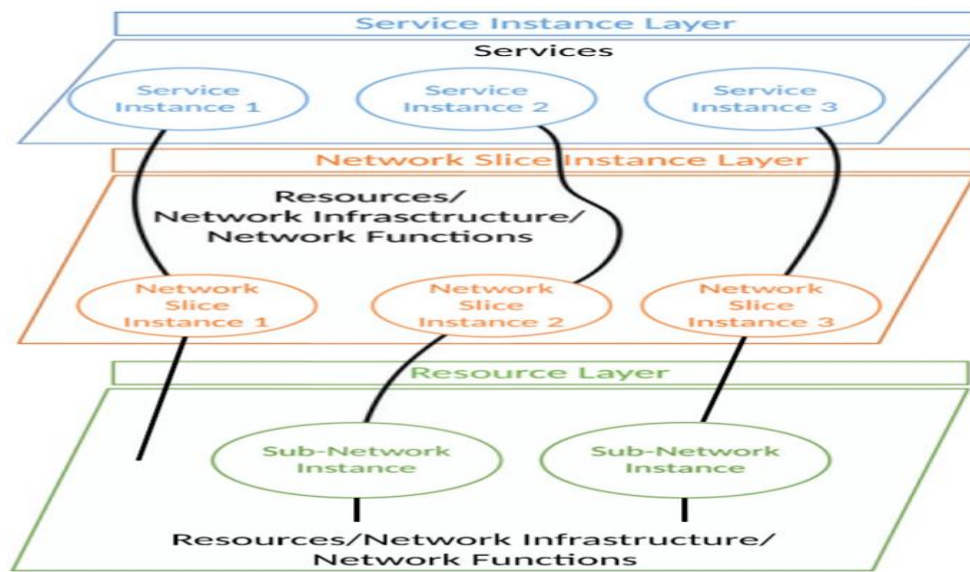 Service Instance Layer
Services
Service
Instance 1
Service
Instance 2
Service
Instance 3
Network Slice Instance Layer
Resources/
Network Infrasctructure/
Network Functions
Network
Slice
Instance 1
Network
Slice
Instance 2
Network
Slice
Instance 3
Resource Layer
Sub-Network
Instance
Sub-Network
Instance
Resources/Network Infrastructure/
Network Functions